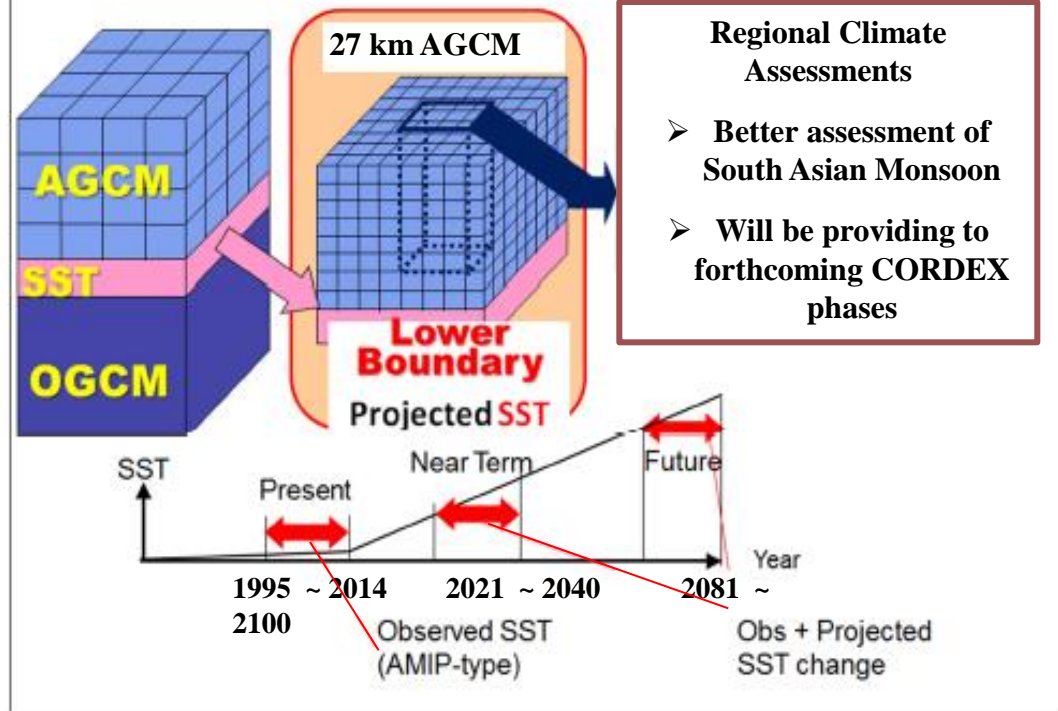 27 km AGCM
AGCM
SST
OGCM
Lower
Boundary
Projected SST
Regional Climate
Assessments
➢ Better assessment of
South Asian Monsoon
➢ Will be providing to
forthcoming CORDEX
phases
SST
Present
Near Term
Future
Year
1995 ~ 2014 2021 ~ 2040 2081 ~
2100
Observed SST
(AMIP-type)
Obs + Projected
SST change